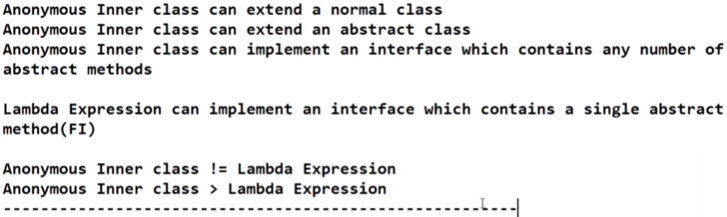 Anonymous Inner class can extend a normal class
Anonymous Inner class can extend an abstract class
Anonymous Inner class can implement an interface which contains any number of
abstract methods
Lambda Expression can implement an interface which contains a single abstract
method(FI)
Anonymous Inner class != Lambda Expression
Anonymous Inner class > Lambda Expression
---------------------------------------------------------